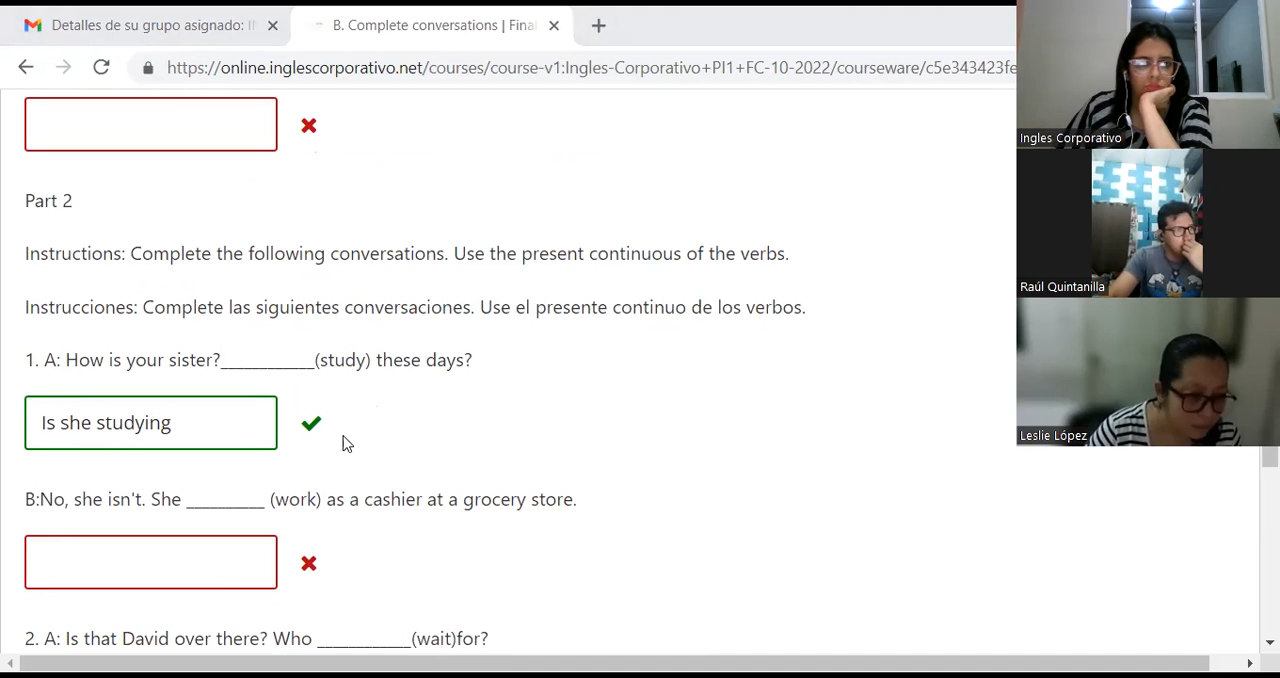 Detalles de su grupo asignado:
B. Complete conversations | Fina
https://online.inglescorporativo.net/courses/course-v1:Ingles-Corporativo+PI1+FC-10-2022/courseware/c5e343423fe
Ingles Corporativo
Part 2
Raúl Quintanilla
Instructions: Complete the following conversations. Use the present continuous of the verbs.
Instrucciones: Complete las siguientes conversaciones. Use el presente continuo de los verbos.
1. A: How is your sister?____________(study) these days?
Is she studying
Leslie López
B:No, she isn't. She __________ (work) as a cashier at a grocery store.
2. A: Is that David over there? Who ____________(wait)for?